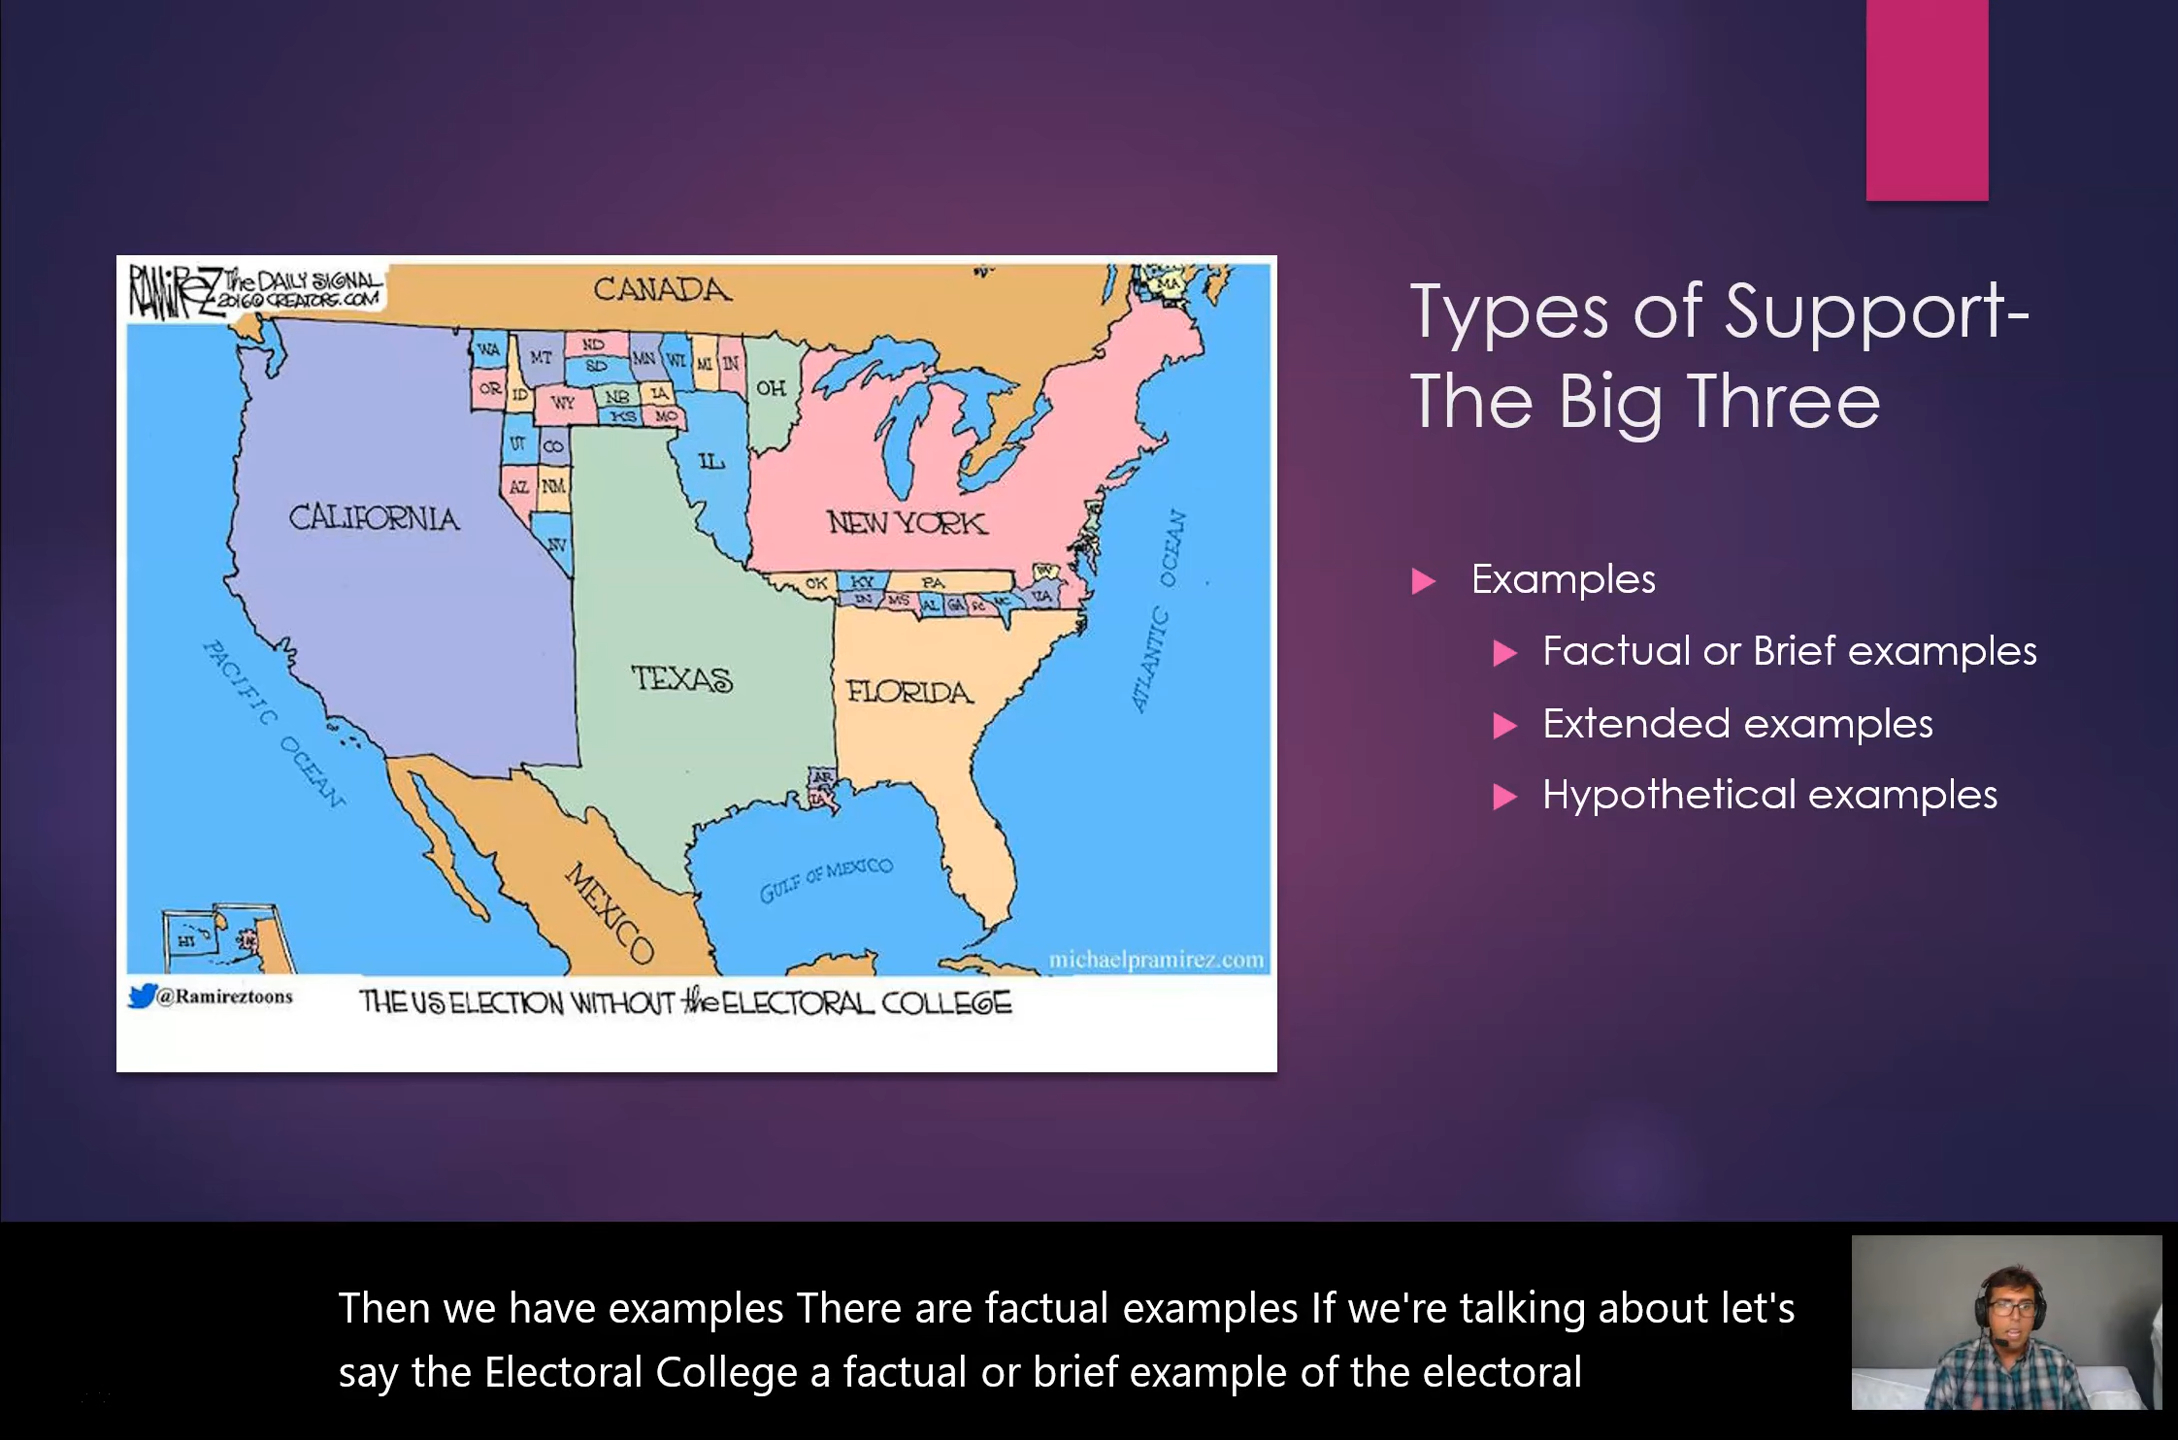 RAMIREZ The DAILY SIGNAL
2016© CREATORS.COM
CANADA
MA
WA
MT
ND
SD
MN
WI
MI
IN
OH
OR
ID
WY
NB
IA
KS
MO
UT
CO
IL
AZ
NM
NV
CALIFORNIA
NEW YORK
OK
KY
PA
MS
AL
GA
VA
TEXAS
FLORIDA
AR
LA
PACIFIC OCEAN
ATLANTIC OCEAN
GULF OF MEXICO
MEXICO
HI
michaelpramirez.com
@Ramireztoons
THE US ELECTION WITHOUT the ELECTORAL COLLEGE
Types of Support-
The Big Three
Examples
Factual or Brief examples
Extended examples
Hypothetical examples
Then we have examples There are factual examples If we're talking about let's
say the Electoral College a factual or brief example of the electoral